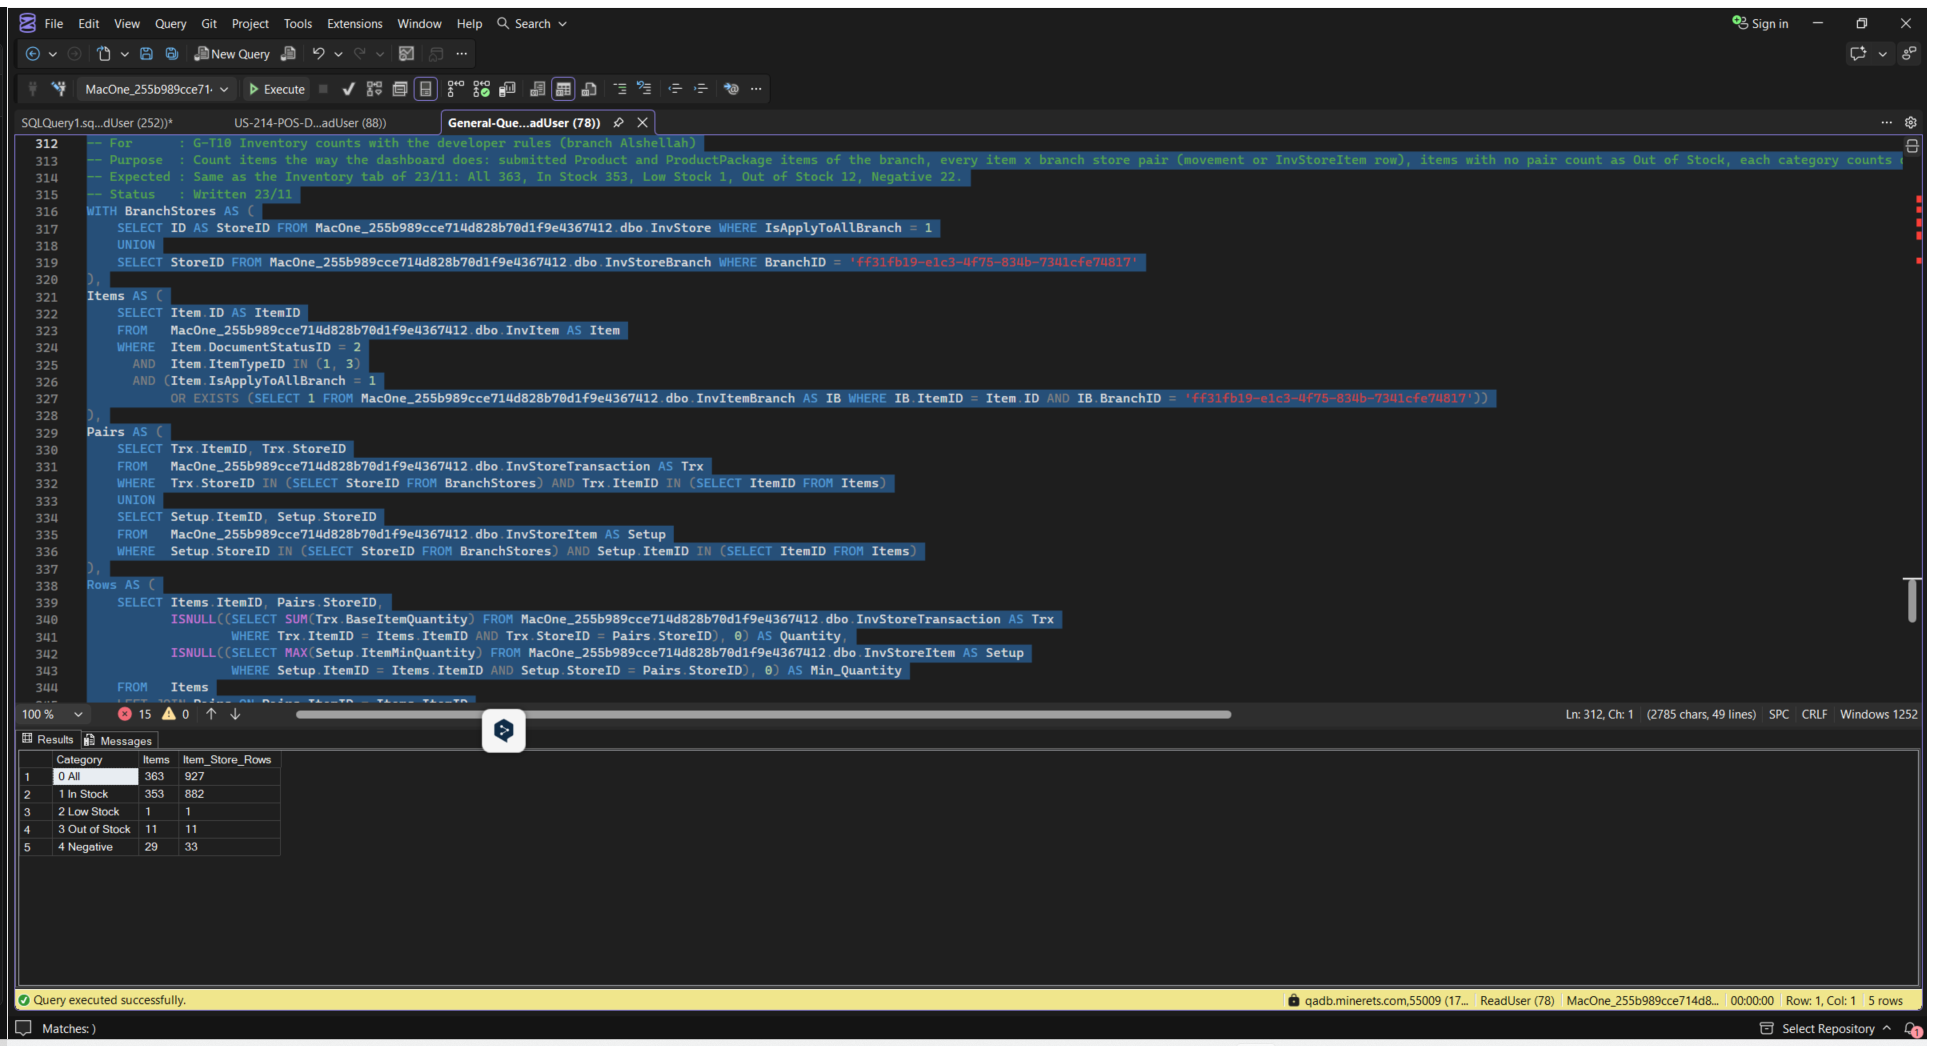 File Edit View Query Git Project Tools Extensions Window Help Search Sign in
New Query
MacOne_255b989cce71 Execute
SQLQuery1.sq...dUser (252))* US-214-POS-D...adUser (88)) General-Que...adUser (78))
312 -- For : G-T10 Inventory counts with the developer rules (branch Alshellah)
313 -- Purpose : Count items the way the dashboard does: submitted Product and ProductPackage items of the branch, every item x branch store pair (movement or InvStoreItem row), items with no pair count as Out of Stock, each category counts
314 -- Expected : Same as the Inventory tab of 23/11: All 363, In Stock 353, Low Stock 1, Out of Stock 12, Negative 22.
315 -- Status : Written 23/11
316 WITH BranchStores AS (
317 SELECT ID AS StoreID FROM MacOne_255b989cce714d828b70d1f9e4367412.dbo.InvStore WHERE IsApplyToAllBranch = 1
318 UNION
319 SELECT StoreID FROM MacOne_255b989cce714d828b70d1f9e4367412.dbo.InvStoreBranch WHERE BranchID = 'ff31fb19-e1c3-4f75-834b-7341cfe74817'
320 ),
321 Items AS (
322 SELECT Item.ID AS ItemID
323 FROM MacOne_255b989cce714d828b70d1f9e4367412.dbo.InvItem AS Item
324 WHERE Item.DocumentStatusID = 2
325 AND Item.ItemTypeID IN (1, 3)
326 AND (Item.IsApplyToAllBranch = 1
327 OR EXISTS (SELECT 1 FROM MacOne_255b989cce714d828b70d1f9e4367412.dbo.InvItemBranch AS IB WHERE IB.ItemID = Item.ID AND IB.BranchID = 'ff31fb19-e1c3-4f75-834b-7341cfe74817'))
328 ),
329 Pairs AS (
330 SELECT Trx.ItemID, Trx.StoreID
331 FROM MacOne_255b989cce714d828b70d1f9e4367412.dbo.InvStoreTransaction AS Trx
332 WHERE Trx.StoreID IN (SELECT StoreID FROM BranchStores) AND Trx.ItemID IN (SELECT ItemID FROM Items)
333 UNION
334 SELECT Setup.ItemID, Setup.StoreID
335 FROM MacOne_255b989cce714d828b70d1f9e4367412.dbo.InvStoreItem AS Setup
336 WHERE Setup.StoreID IN (SELECT StoreID FROM BranchStores) AND Setup.ItemID IN (SELECT ItemID FROM Items)
337 ),
338 Rows AS (
339 SELECT Items.ItemID, Pairs.StoreID,
340 ISNULL((SELECT SUM(Trx.BaseItemQuantity) FROM MacOne_255b989cce714d828b70d1f9e4367412.dbo.InvStoreTransaction AS Trx
341 WHERE Trx.ItemID = Items.ItemID AND Trx.StoreID = Pairs.StoreID), 0) AS Quantity,
342 ISNULL((SELECT MAX(Setup.ItemMinQuantity) FROM MacOne_255b989cce714d828b70d1f9e4367412.dbo.InvStoreItem AS Setup
343 WHERE Setup.ItemID = Items.ItemID AND Setup.StoreID = Pairs.StoreID), 0) AS Min_Quantity
344 FROM Items
100 % 15 0 Ln: 312, Ch: 1 (2785 chars, 49 lines) SPC CRLF Windows 1252
Results Messages
Category Items Item_Store_Rows
1 0 All 363 927
2 1 In Stock 353 882
3 2 Low Stock 1 1
4 3 Out of Stock 11 11
5 4 Negative 29 33
Query executed successfully. qadb.minerets.com,55009 (17... ReadUser (78) MacOne_255b989cce714d8... 00:00:00 Row: 1, Col: 1 5 rows
Matches: ) Select Repository 1